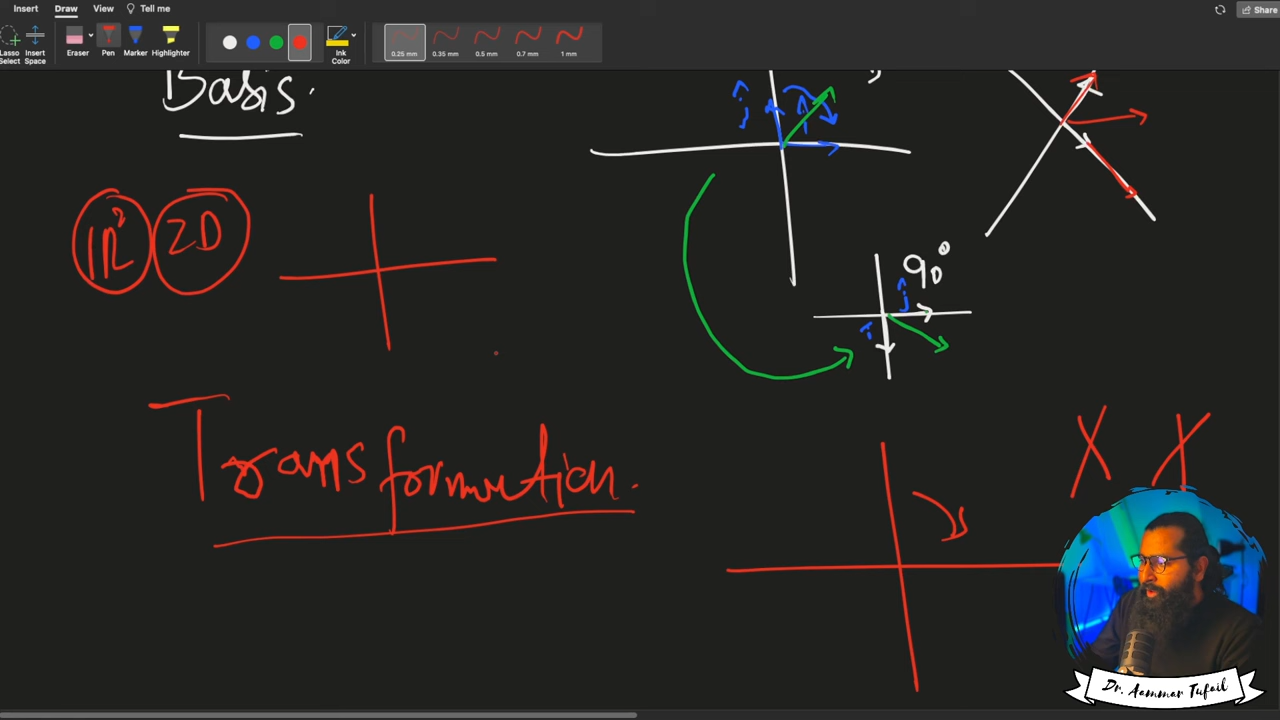 Insert Draw View Tell me
Share
Lasso Select
Insert Space
Eraser
Pen
Marker
Highlighter
Ink Color
0.25 mm
0.35 mm
0.5 mm
0.7 mm
1 mm
Basis.
ĵ
î
IR² 2D
90°
ĵ
î
Transformation.
X X
Dr. Aammar Tufail